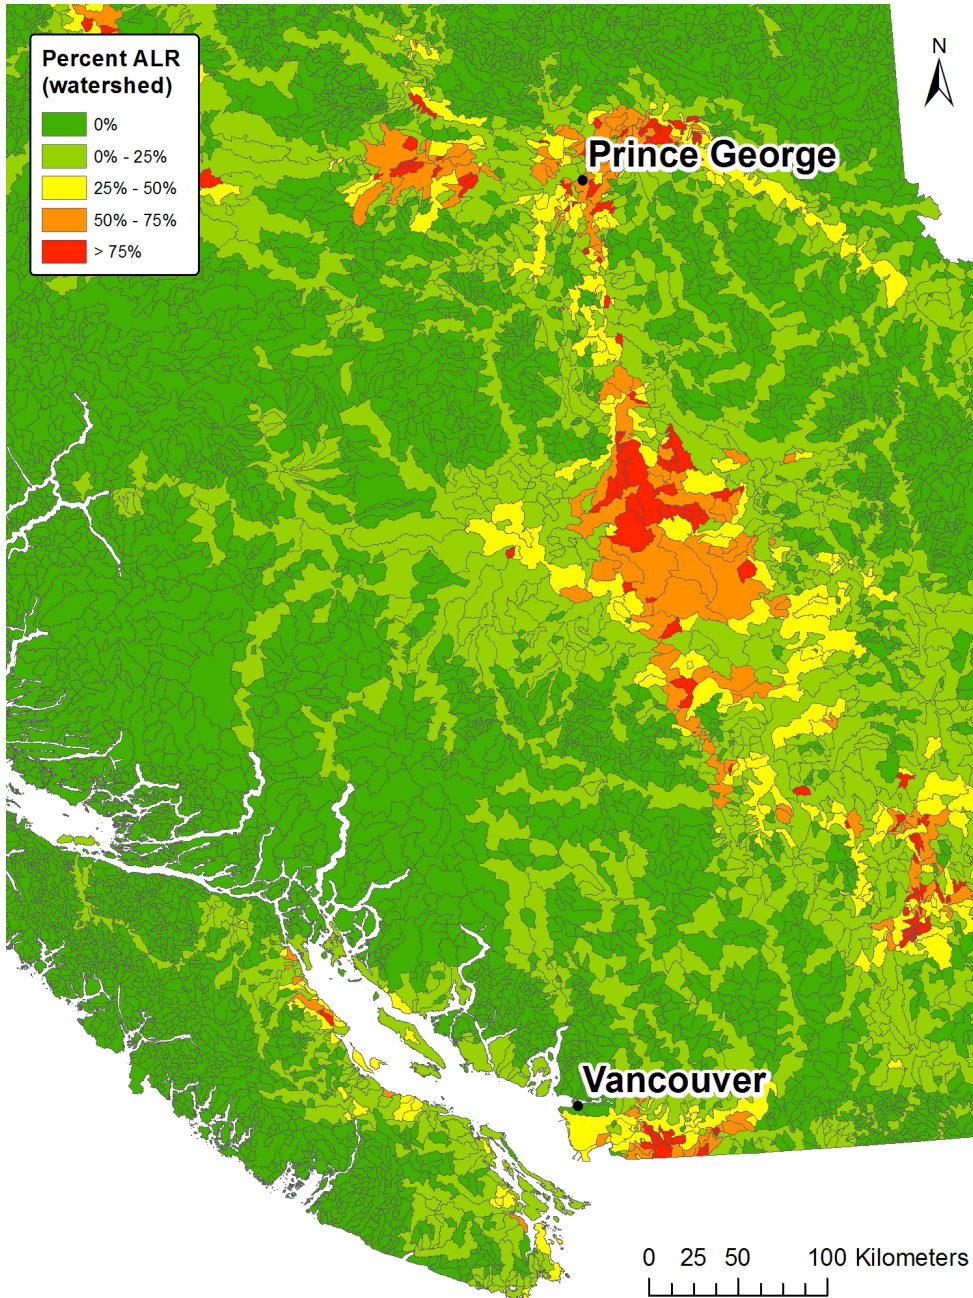 Percent ALR
(watershed)
0%
0% - 25%
25% - 50%
50% - 75%
> 75%
N
Prince George
Vancouver
0 25 50 100 Kilometers